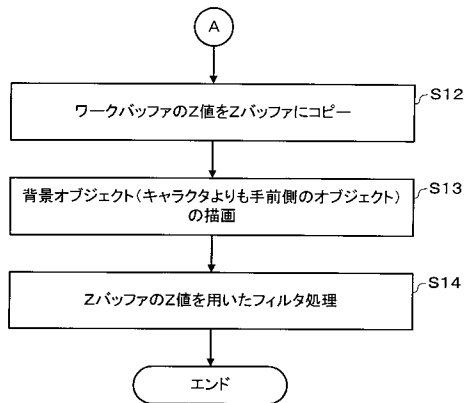 A
S12
ワークバッファのZ値をZバッファにコピー
S13
背景オブジェクト(キャラクタよりも手前側のオブジェクト)
の描画
S14
Zバッファのz値を用いたフィルタ処理
エンド